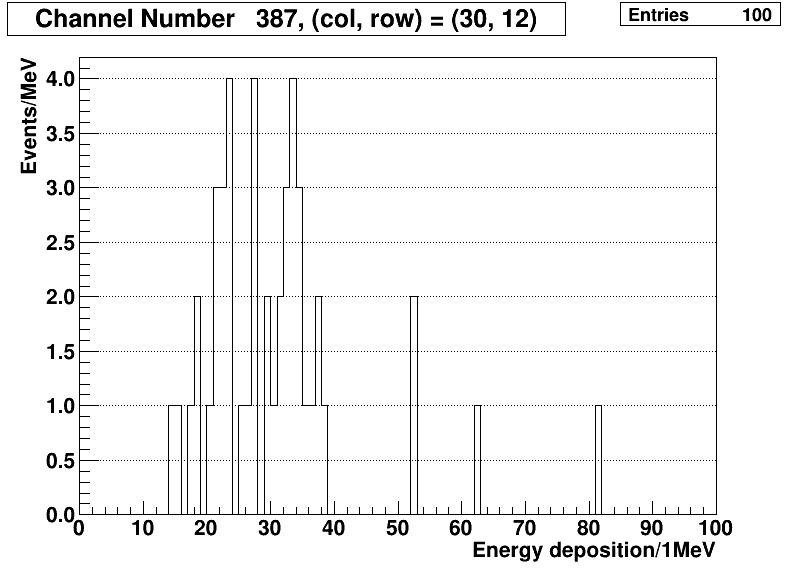 Channel Number 387, (col, row) = (30, 12)
Entries 100
Events/MeV
4.0
3.5
3.0
2.5
2.0
1.5
1.0
0.5
0.0
0 10 20 30 40 50 60 70 80 90 100
Energy deposition/1MeV